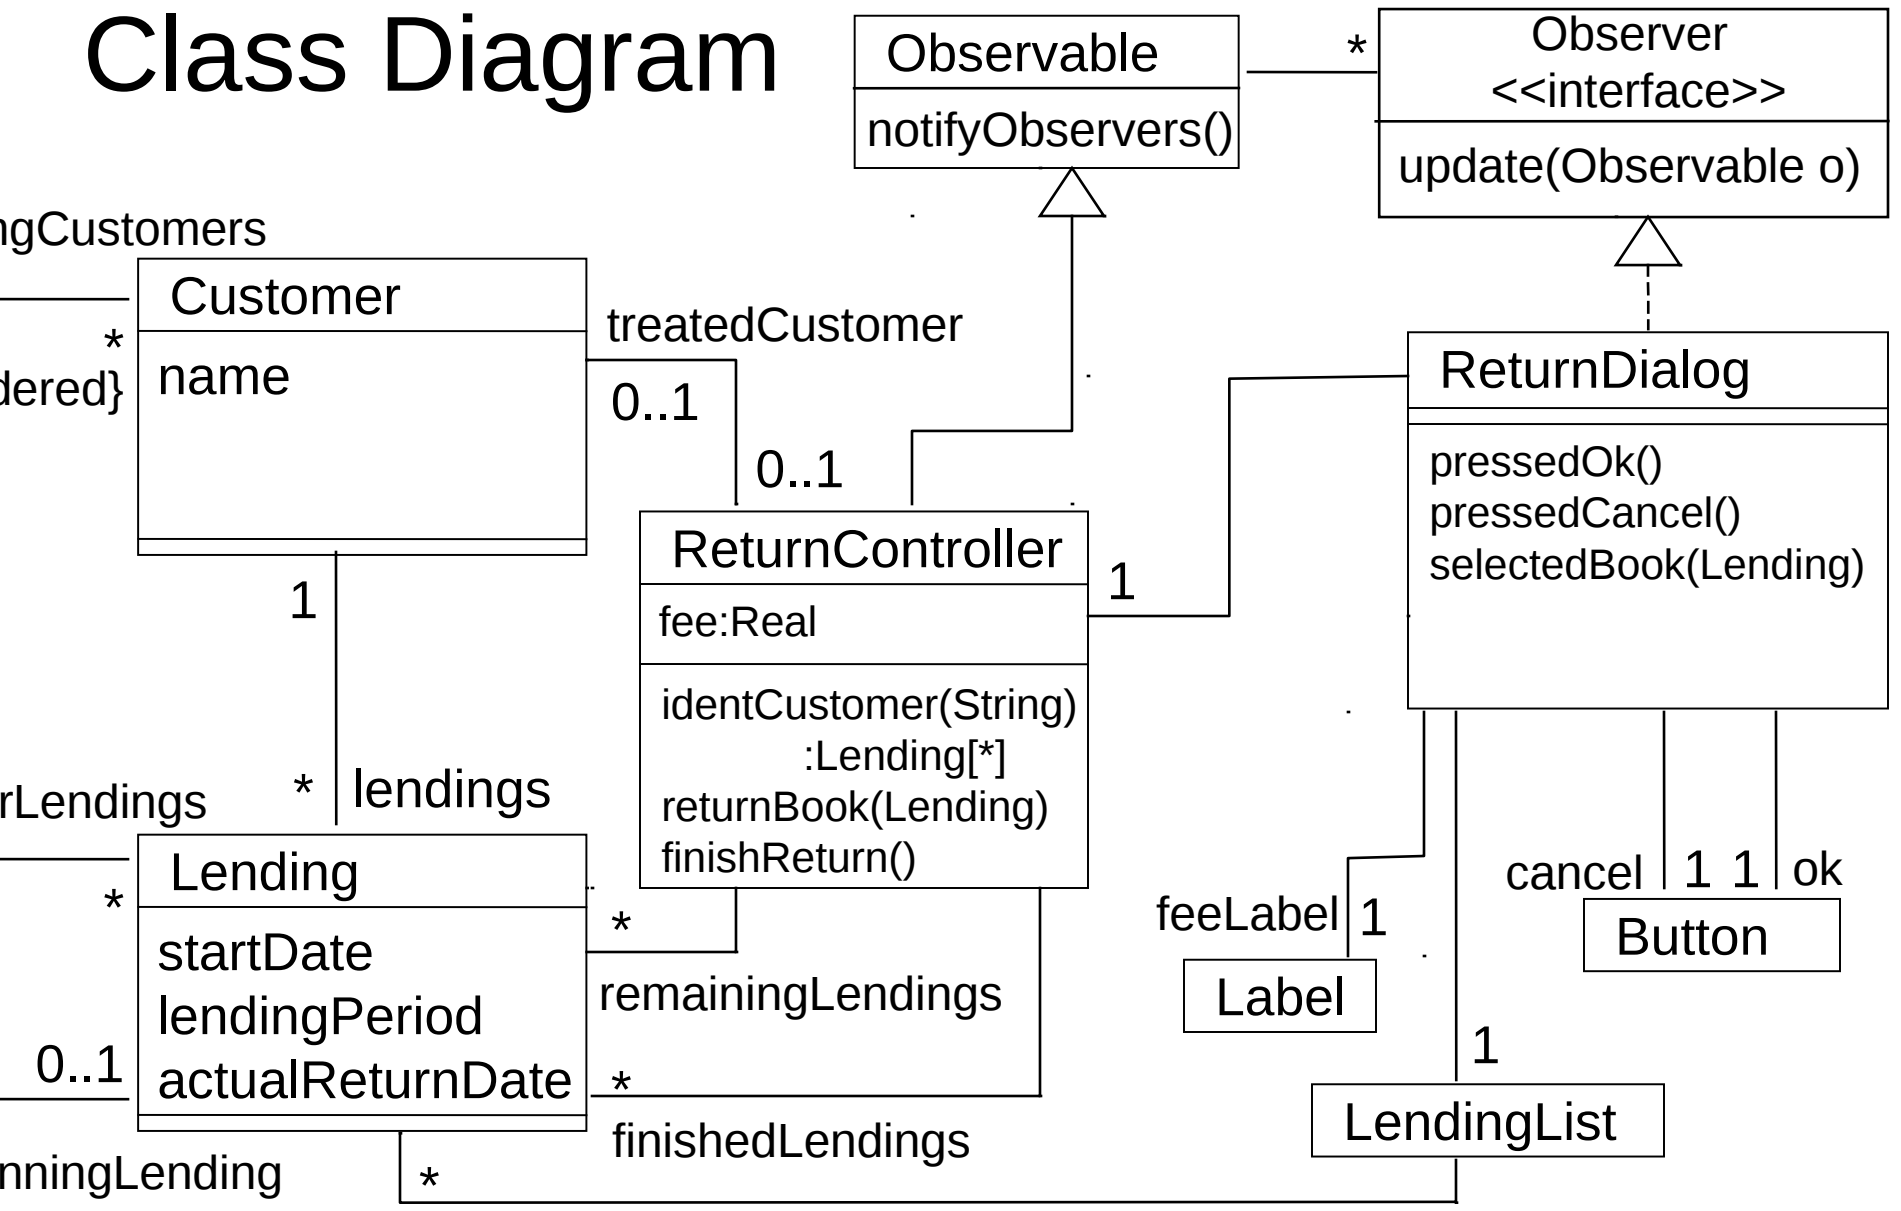 Class Diagram
Observable
notifyObservers()
*
Observer
<<interface>>
update(Observable o)
ngCustomers
*
dered}
Customer
name
treatedCustomer
0..1
0..1
ReturnController
fee:Real
identCustomer(String)
:Lending[*]
returnBook(Lending)
finishReturn()
1
ReturnDialog
pressedOk()
pressedCancel()
selectedBook(Lending)
1
* lendings
rLendings
*
Lending
startDate
lendingPeriod
actualReturnDate
0..1
nningLending
*
remainingLendings
*
finishedLendings
*
feeLabel 1
Label
cancel 1 1 ok
Button
1
LendingList